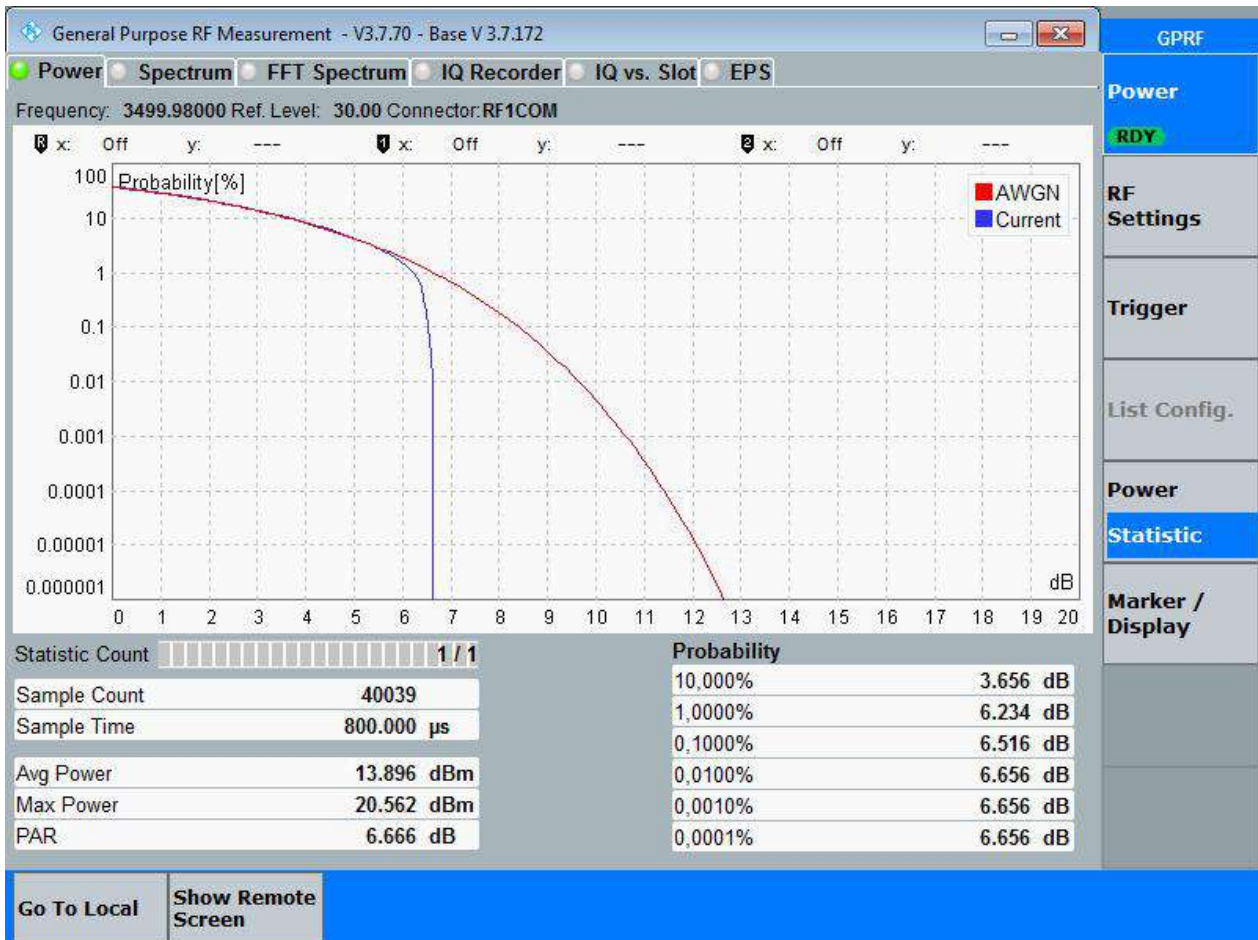 General Purpose RF Measurement - V3.7.70 - Base V 3.7.172
GPRF
Power Spectrum FFT Spectrum IQ Recorder IQ vs. Slot EPS
Frequency: 3499.98000 Ref. Level: 30.00 Connector: RF1COM
R x: Off y: --- 1 x: Off y: --- 2 x: Off y: ---
Probability[%]
AWGN
Current
100
10
1
0.1
0.01
0.001
0.0001
0.00001
0.000001
dB
0 1 2 3 4 5 6 7 8 9 10 11 12 13 14 15 16 17 18 19 20
Statistic Count 1 / 1
Sample Count 40039
Sample Time 800.000 µs
Avg Power 13.896 dBm
Max Power 20.562 dBm
PAR 6.666 dB
Probability
10,000% 3.656 dB
1,0000% 6.234 dB
0,1000% 6.516 dB
0,0100% 6.656 dB
0,0010% 6.656 dB
0,0001% 6.656 dB
Power
RDY
RF
Settings
Trigger
List Config.
Power
Statistic
Marker /
Display
Go To Local
Show Remote
Screen